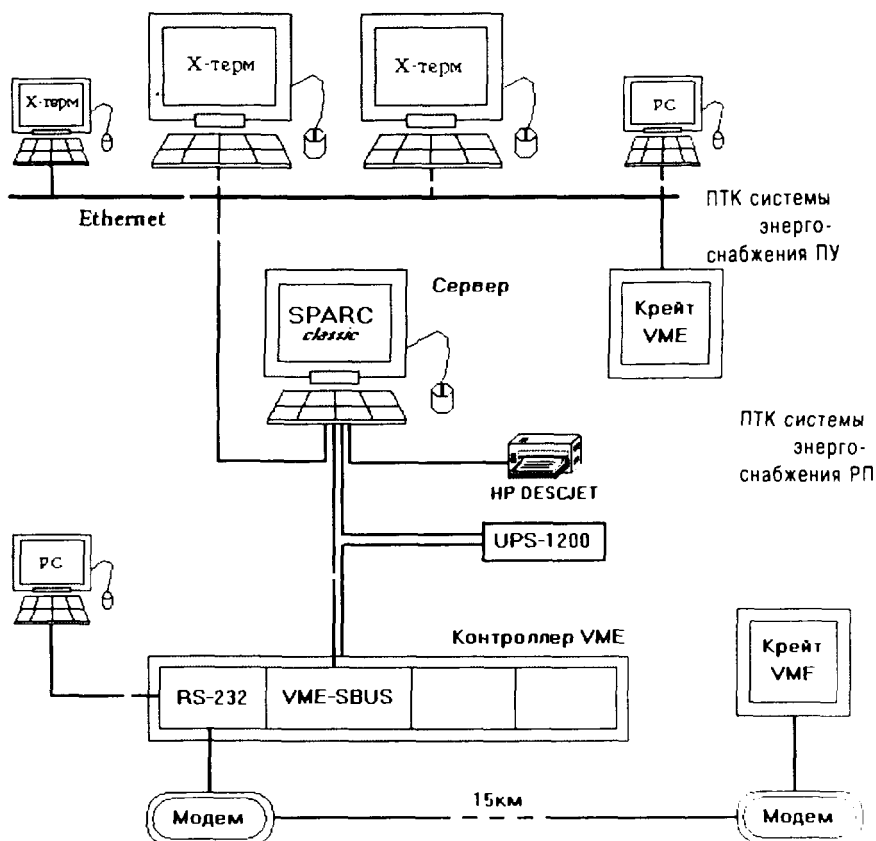 X-терм
X-терм
X-терм
PC
Ethernet
ПТК системы
энерго-
снабжения ПУ
Сервер
SPARC
classic
Крейт
VME
ПТК системы
энерго-
снабжения РП
HP DESCJET
UPS-1200
PC
Контроллер VME
RS-232
VME-SBUS
Крейт
VME
15км
Модем
Модем